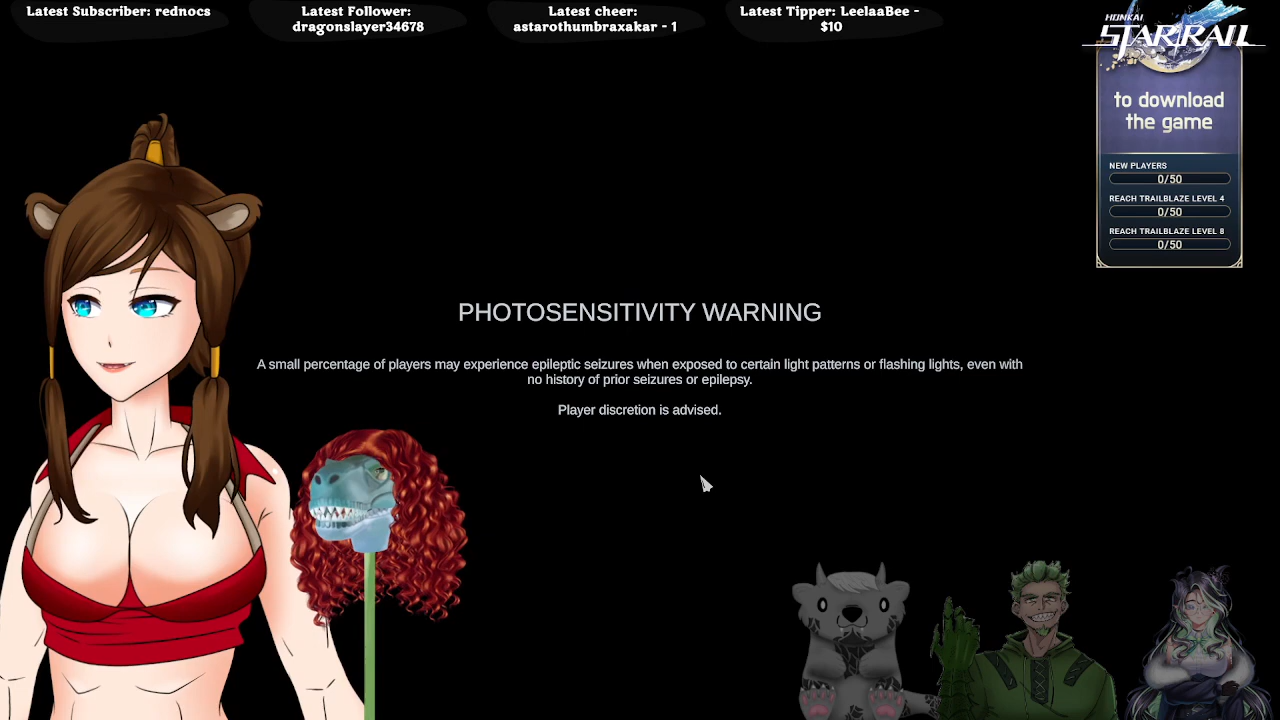 Latest Subscriber: rednocs
Latest Follower:
dragonslayer34678
Latest cheer:
astarothumbraxakar - 1
Latest Tipper: LeelaaBee -
$10
HONKAI
STAR RAIL
to download
the game
NEW PLAYERS
0/50
REACH TRAILBLAZE LEVEL 4
0/50
REACH TRAILBLAZE LEVEL 8
0/50
PHOTOSENSITIVITY WARNING
A small percentage of players may experience epileptic seizures when exposed to certain light patterns or flashing lights, even with
no history of prior seizures or epilepsy.
Player discretion is advised.